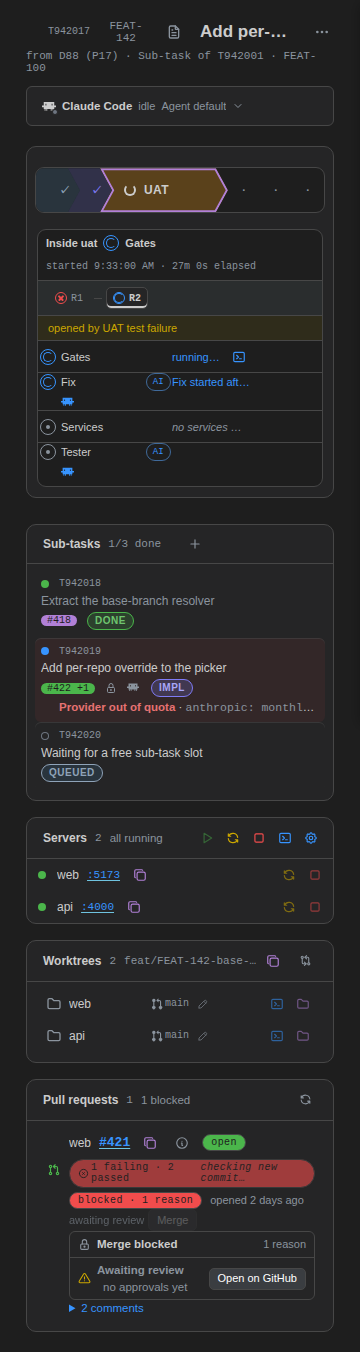 T942017 FEAT-142 Add per-…
from D88 (P17) · Sub-task of T942001 · FEAT-100
Claude Code idle Agent default
UAT
Inside uat Gates
started 9:33:00 AM · 27m 0s elapsed
R1 — R2
opened by UAT test failure
Gates running…
Fix AI Fix started aft…
Services no services …
Tester AI
Sub-tasks 1/3 done
T942018
Extract the base-branch resolver
#418 DONE
T942019
Add per-repo override to the picker
#422 +1 IMPL
Provider out of quota · anthropic: monthl…
T942020
Waiting for a free sub-task slot
QUEUED
Servers 2 all running
web :5173
api :4000
Worktrees 2 feat/FEAT-142-base-…
web main
api main
Pull requests 1 1 blocked
web #421 open
1 failing · 2 passed checking new commit…
blocked · 1 reason opened 2 days ago
awaiting review Merge
Merge blocked 1 reason
Awaiting review
no approvals yet Open on GitHub
2 comments